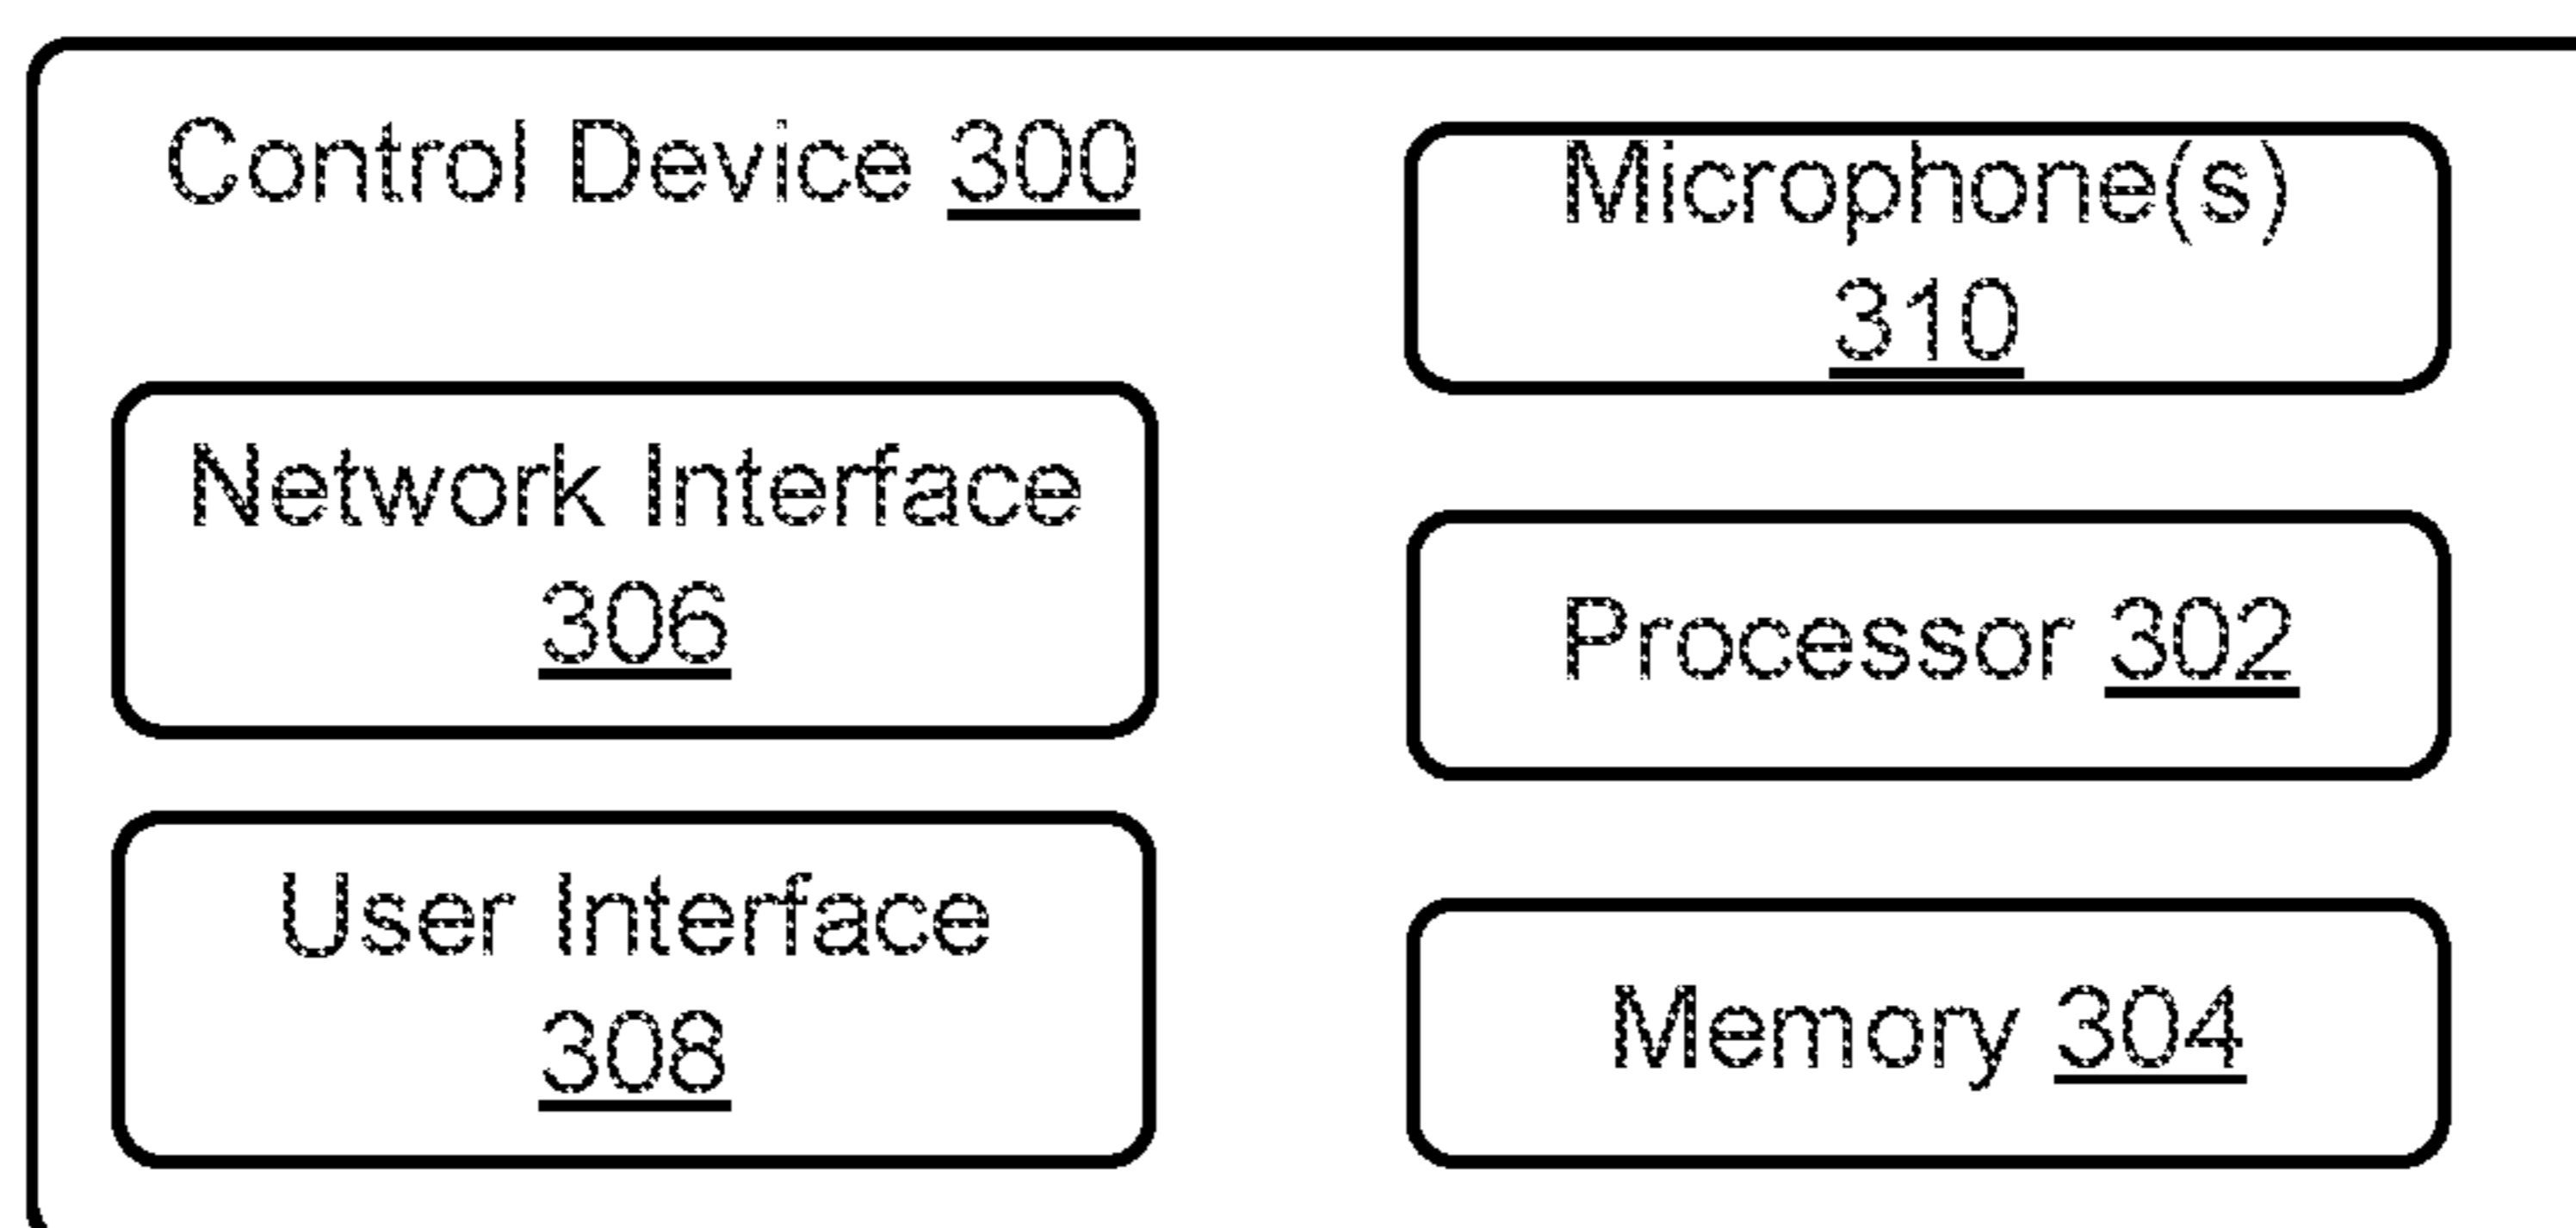 Control Device 300
Network Interface
306
User Interface
308
Microphone(s)
310
Processor 302
Memory 304